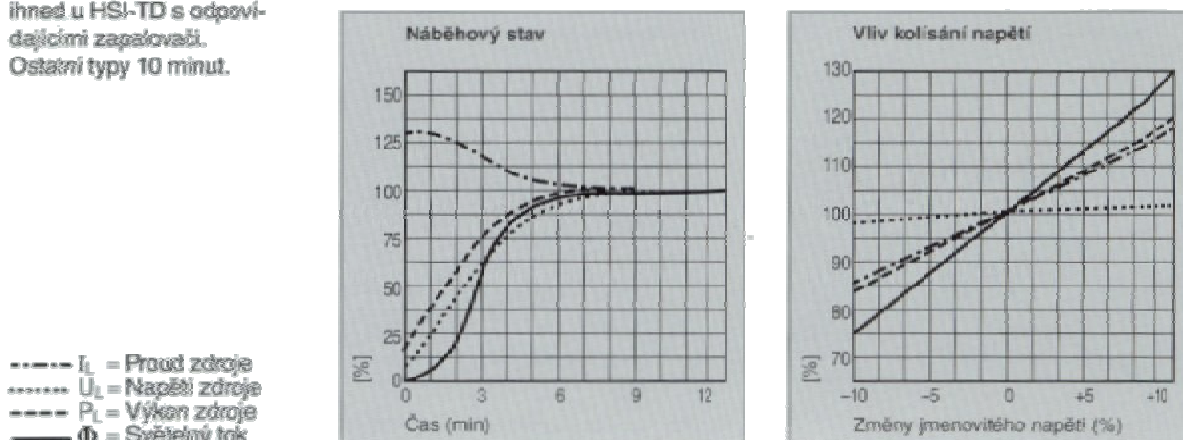 ihned u HSI-TD s odpoví-
dajícími zapalovači.
Ostatní typy 10 minut.
I_L = Proud zdroje
U_L = Napětí zdroje
P_L = Výkon zdroje
Φ = Světelný tok
Náběhový stav
150
125
100
75
50
25
0
[%]
0 3 6 9 12
Čas (min)
Vliv kolísání napětí
130
120
110
100
90
80
70
[%]
-10 -5 0 +5 +10
Změny jmenovitého napětí (%)